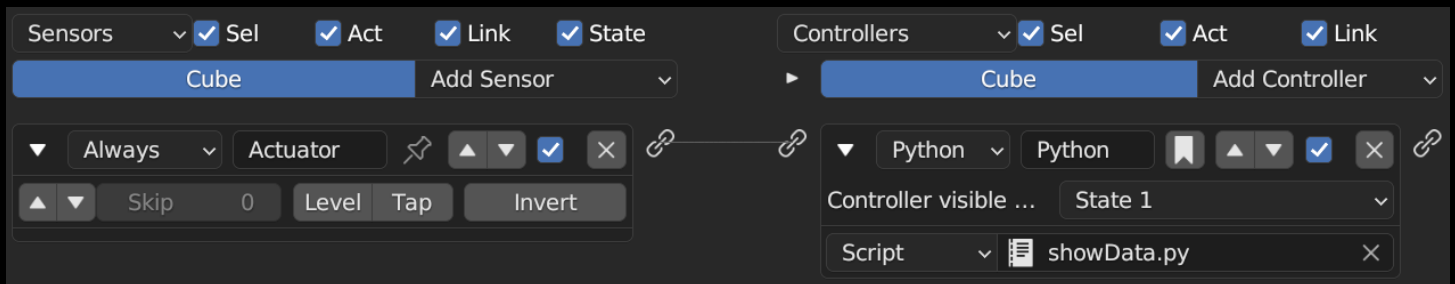 Sensors Sel Act Link State Controllers Sel Act Link
Cube Add Sensor Cube Add Controller
Always Actuator Python Python
Skip 0 Level Tap Invert Controller visible ... State 1
Script showData.py